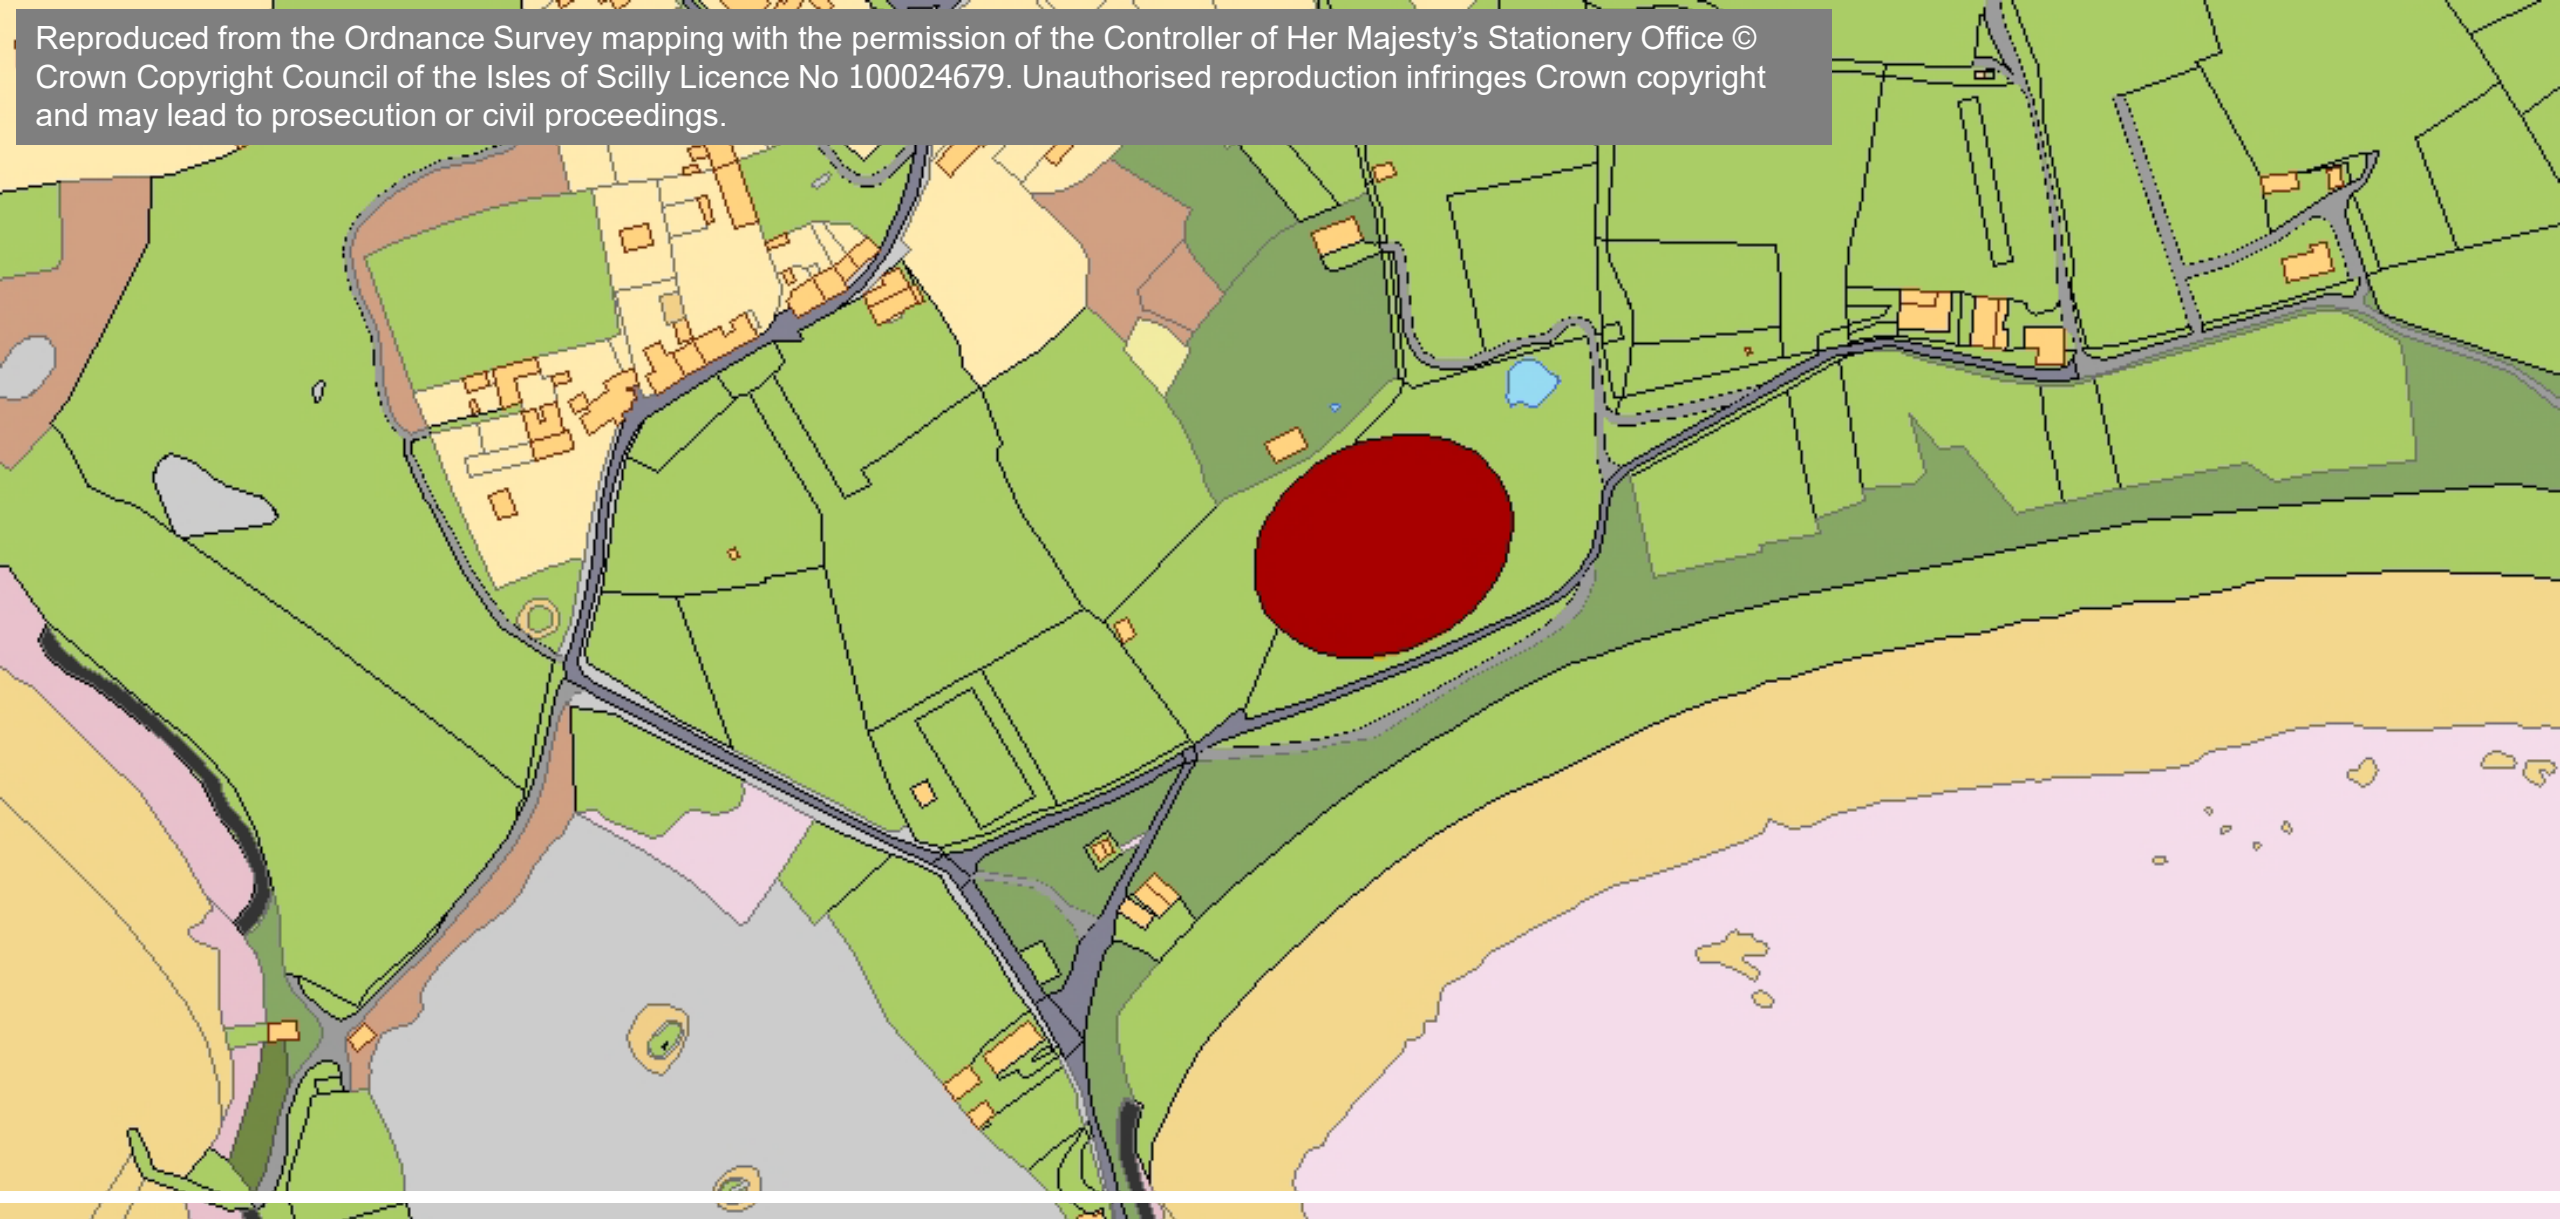 Reproduced from the Ordnance Survey mapping with the permission of the Controller of Her Majesty’s Stationery Office ©
Crown Copyright Council of the Isles of Scilly Licence No 100024679. Unauthorised reproduction infringes Crown copyright
and may lead to prosecution or civil proceedings.